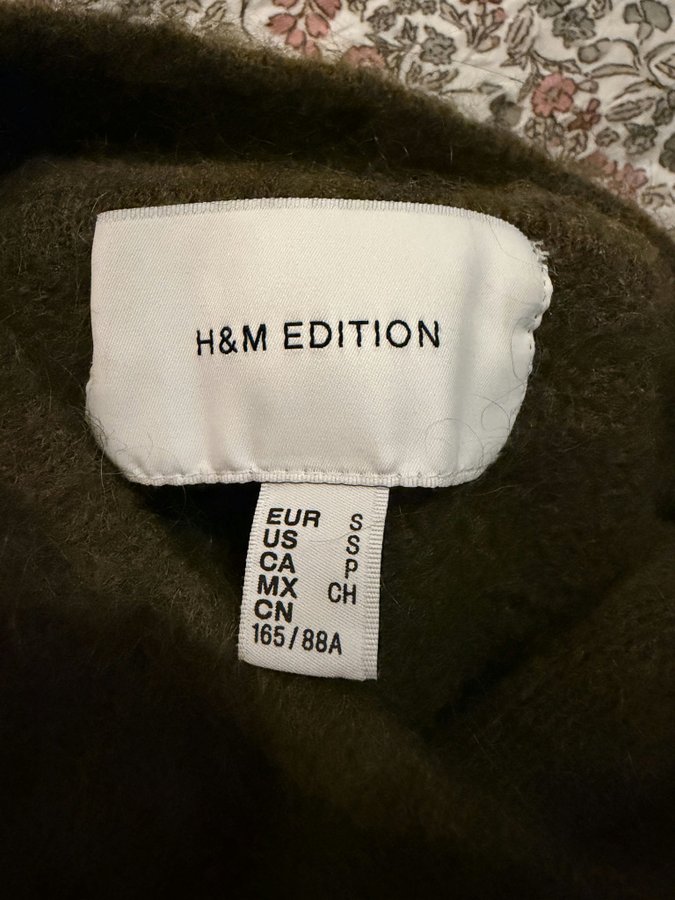 H&M EDITION
EUR S
US S
CA P
MX CH
CN
165/88A